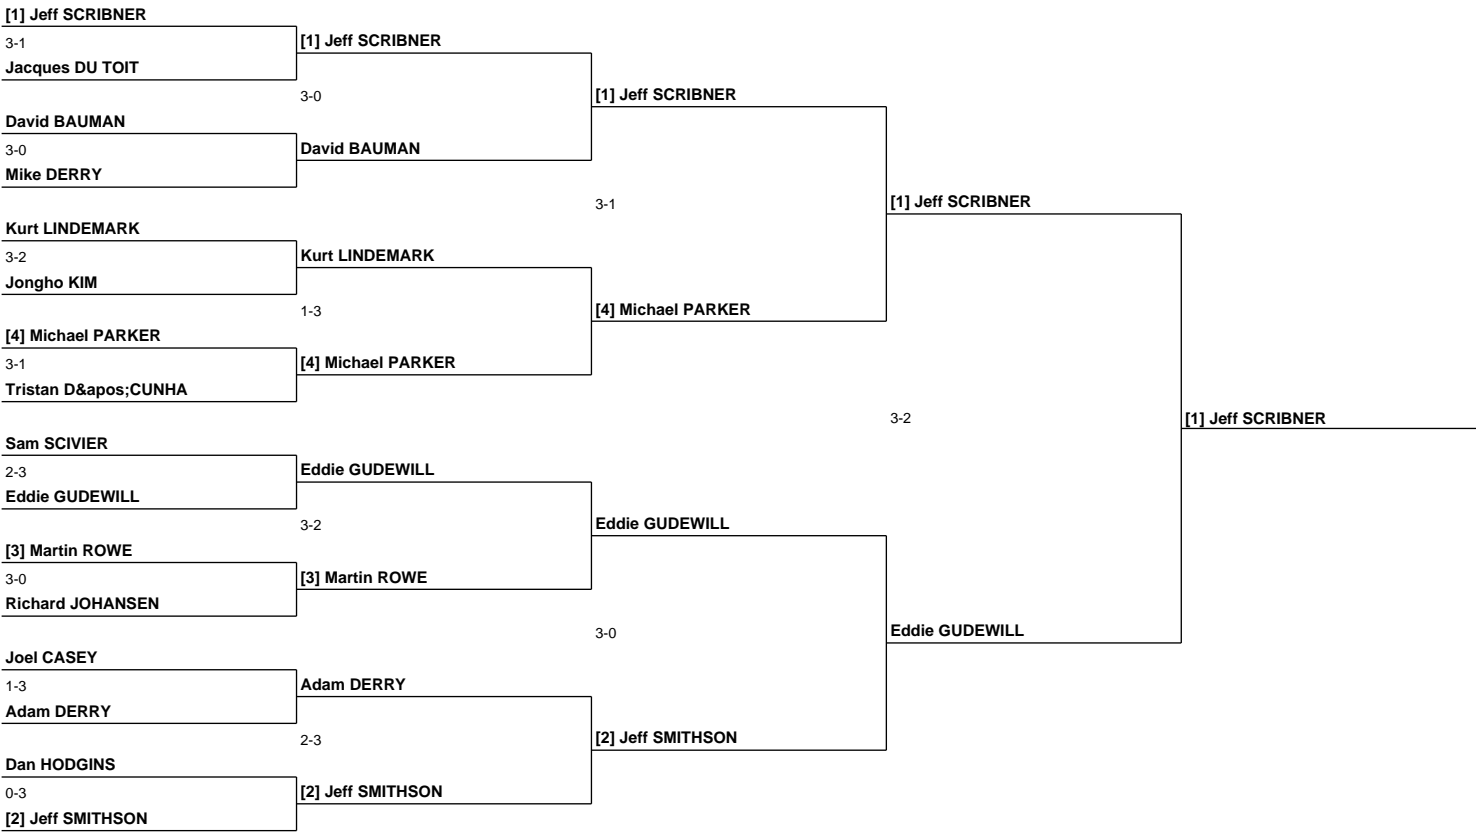 [1] Jeff SCRIBNER
3-1
Jacques DU TOIT
David BAUMAN
3-0
Mike DERRY
Kurt LINDEMARK
3-2
Jongho KIM
[4] Michael PARKER
3-1
Tristan D&apos;CUNHA
Sam SCIVIER
2-3
Eddie GUDEWILL
[3] Martin ROWE
3-0
Richard JOHANSEN
Joel CASEY
1-3
Adam DERRY
Dan HODGINS
0-3
[2] Jeff SMITHSON
[1] Jeff SCRIBNER
3-0
David BAUMAN
Kurt LINDEMARK
1-3
[4] Michael PARKER
Eddie GUDEWILL
3-2
[3] Martin ROWE
Adam DERRY
2-3
[2] Jeff SMITHSON
[1] Jeff SCRIBNER
3-1
[4] Michael PARKER
Eddie GUDEWILL
3-0
[2] Jeff SMITHSON
[1] Jeff SCRIBNER
3-2
Eddie GUDEWILL
[1] Jeff SCRIBNER